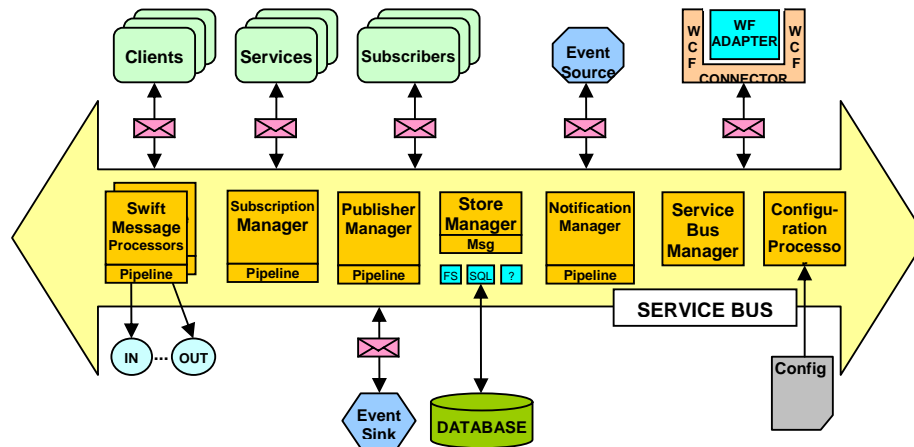 Clients
Services
Subscribers
Event
Source
W
C
F
WF
ADAPTER
W
C
F
CONNECTOR
Swift
Message
Processors
Pipeline
Subscription
Manager
Pipeline
Publisher
Manager
Pipeline
Store
Manager
Msg
FS
SQL
?
Notification
Manager
Pipeline
Service
Bus
Manager
Configu-
ration
Processo
SERVICE BUS
IN
...
OUT
Event
Sink
DATABASE
Config